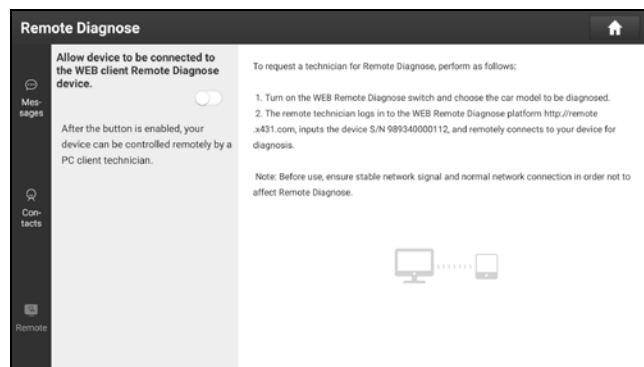 Remote Diagnose
Mes-
sages
Con-
tacts
Remote
Allow device to be connected to
the WEB client Remote Diagnose
device.
After the button is enabled, your
device can be controlled remotely by a
PC client technician.
To request a technician for Remote Diagnose, perform as follows:
1. Turn on the WEB Remote Diagnose switch and choose the car model to be diagnosed.
2. The remote technician logs in to the WEB Remote Diagnose platform http://remote
.x431.com, inputs the device S/N 989340000112, and remotely connects to your device for
diagnosis.
Note: Before use, ensure stable network signal and normal network connection in order not to
affect Remote Diagnose.